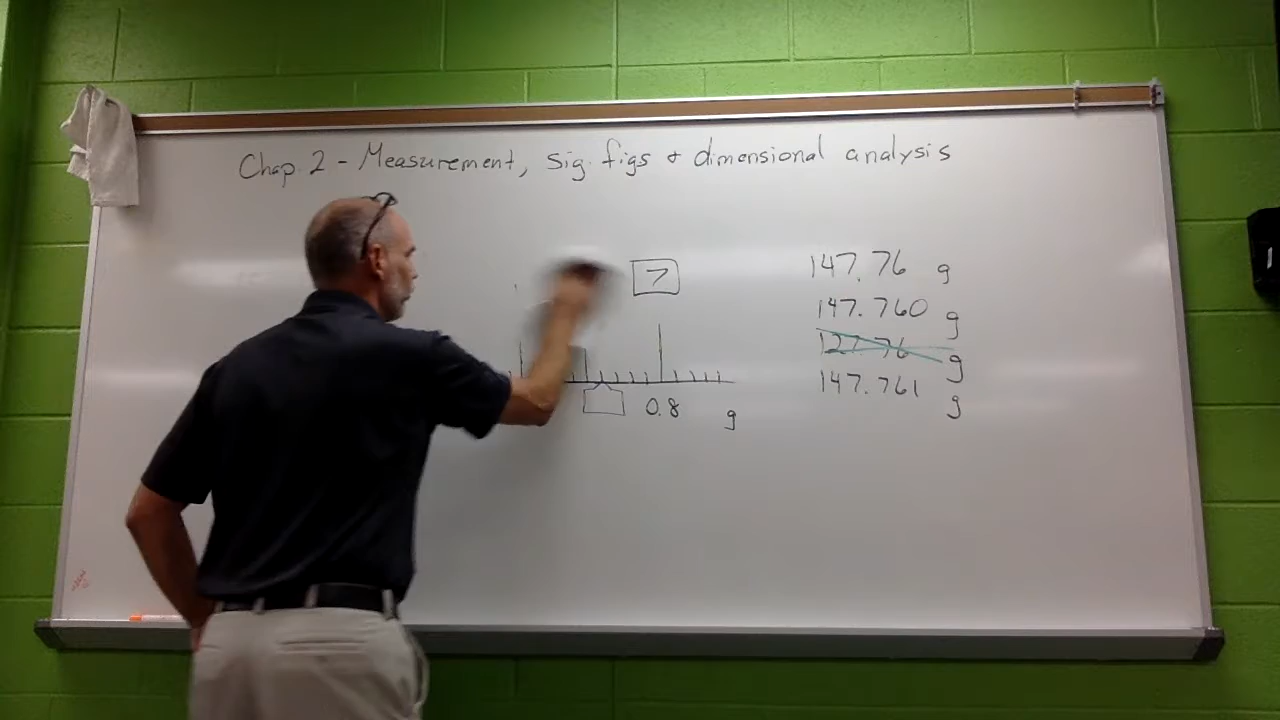 Chap. 2 - Measurement, sig. figs + dimensional analysis
7
147.76 g
147.760 g
127.76 g
147.761 g
0.8 g